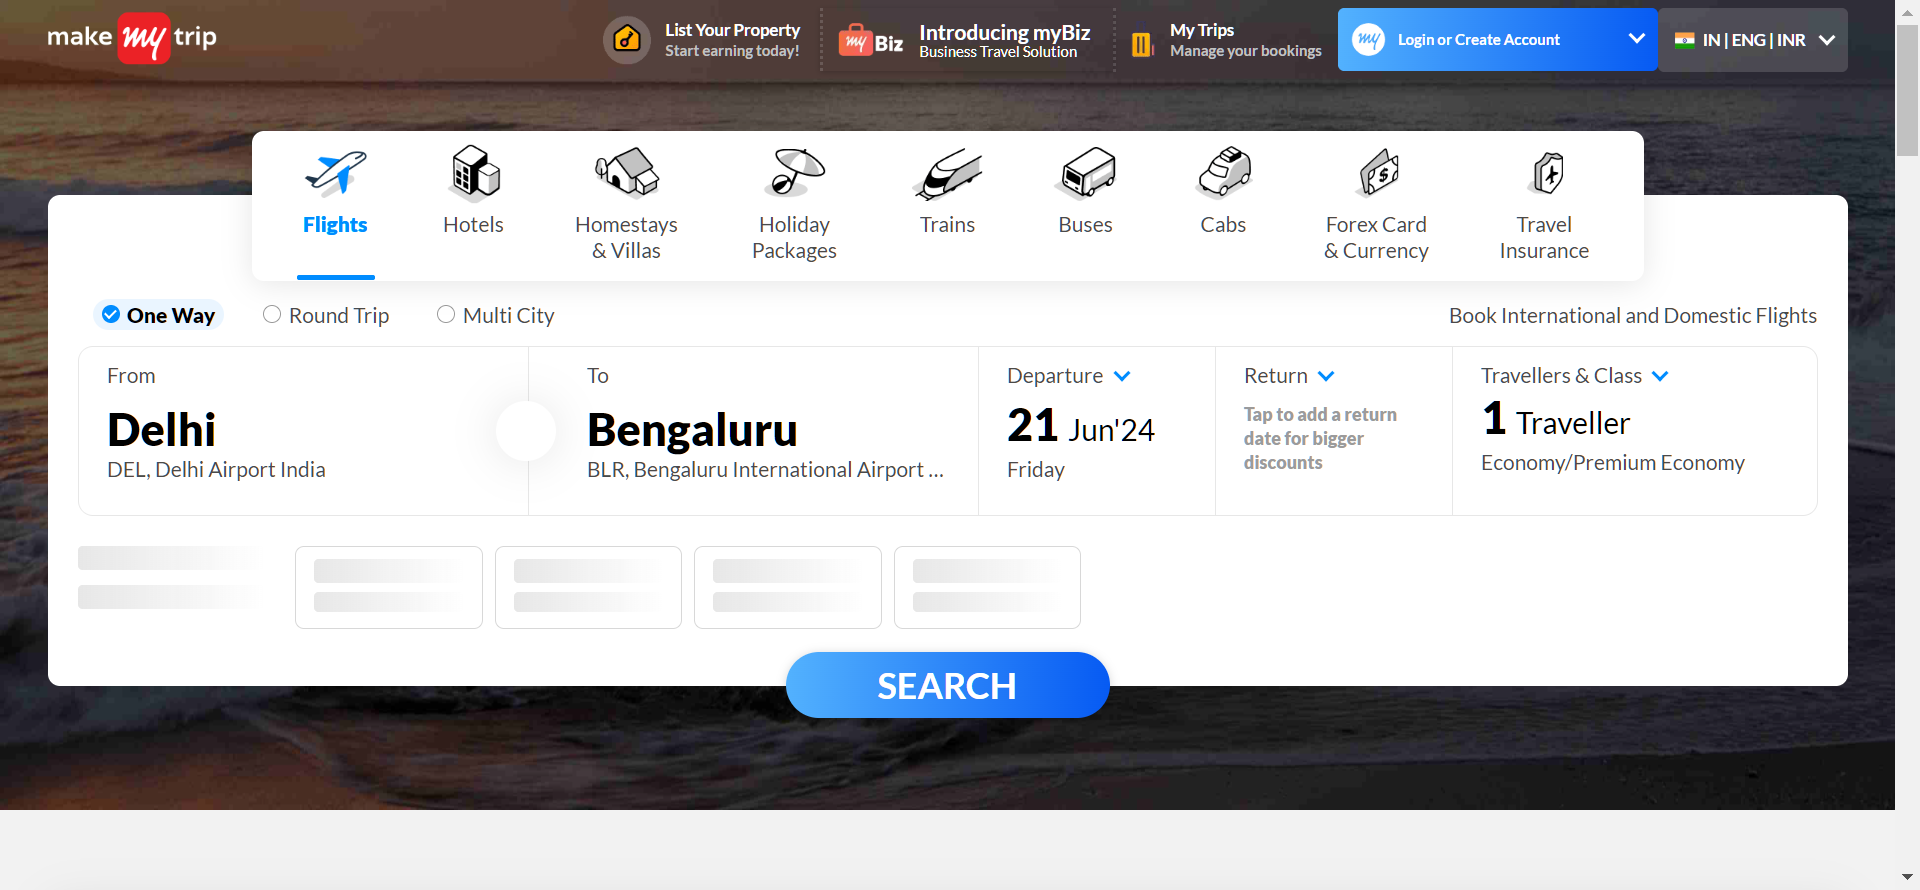 make my trip
List Your Property
Start earning today!
my Biz
Introducing myBiz
Business Travel Solution
My Trips
Manage your bookings
my
Login or Create Account
IN | ENG | INR
Flights
Hotels
Homestays
& Villas
Holiday
Packages
Trains
Buses
Cabs
Forex Card
& Currency
Travel
Insurance
One Way
Round Trip
Multi City
Book International and Domestic Flights
From
Delhi
DEL, Delhi Airport India
To
Bengaluru
BLR, Bengaluru International Airport ...
Departure
21 Jun'24
Friday
Return
Tap to add a return
date for bigger
discounts
Travellers & Class
1 Traveller
Economy/Premium Economy
SEARCH